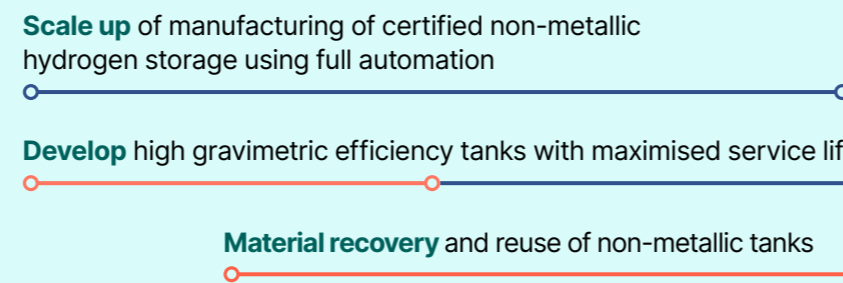 Scale up of manufacturing of certified non-metallic
hydrogen storage using full automation
Develop high gravimetric efficiency tanks with maximised service
Material recovery and reuse of non-metallic tanks